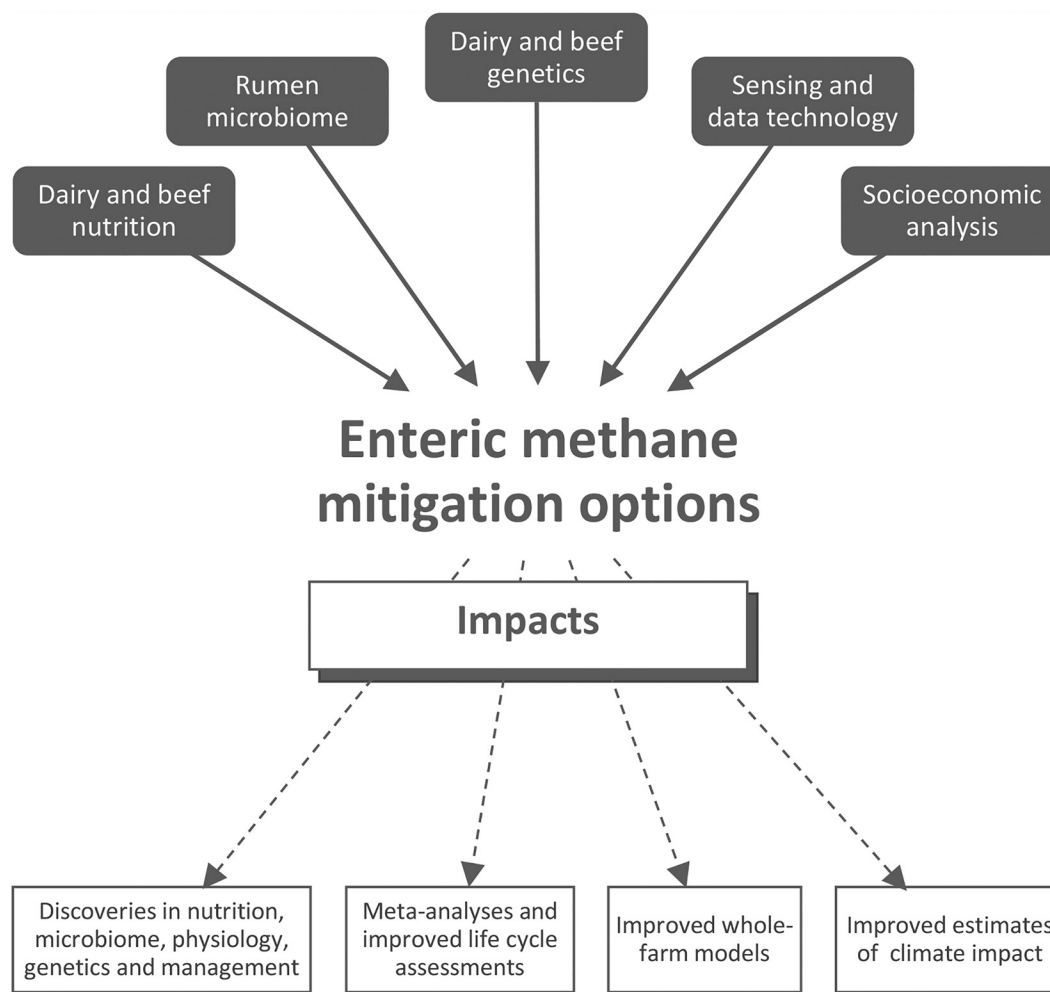 Dairy and beef
genetics
Rumen
microbiome
Sensing and
data technology
Dairy and beef
nutrition
Socioeconomic
analysis
Enteric methane
mitigation options
Impacts
Discoveries in nutrition,
microbiome, physiology,
genetics and management
Meta-analyses and
improved life cycle
assessments
Improved whole-
farm models
Improved estimates
of climate impact